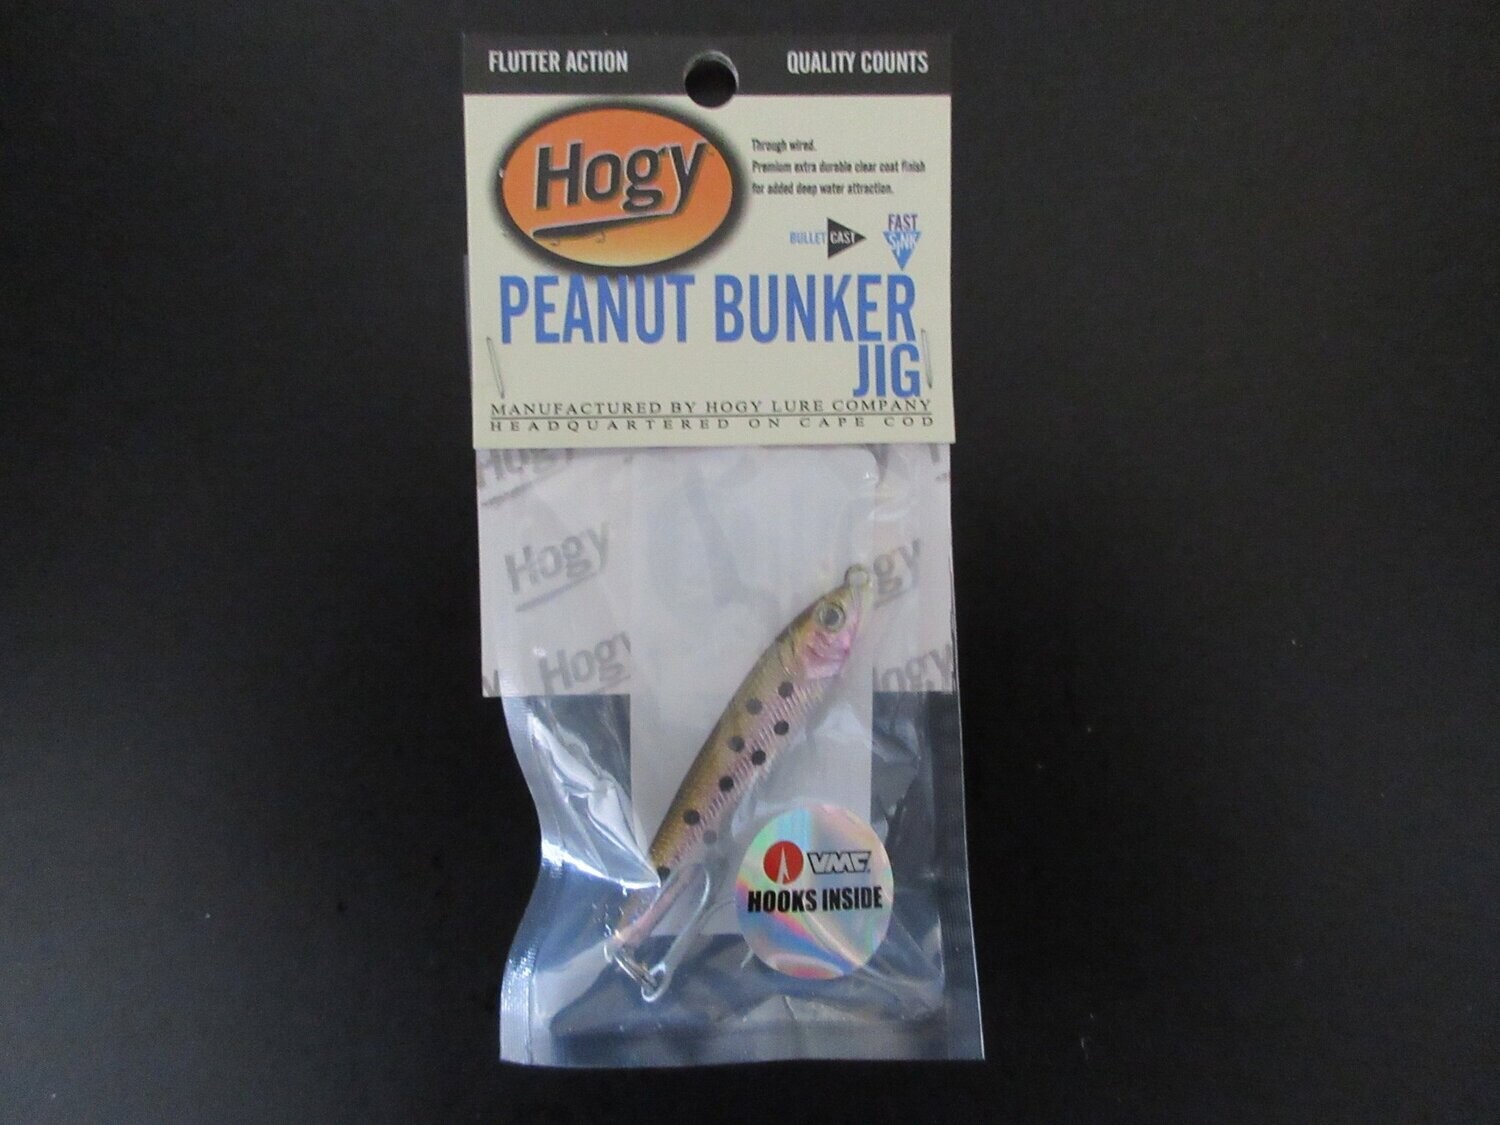 FLUTTER ACTION
QUALITY COUNTS
Hogy
Through wired.
Premium extra durable clear coat finish
for added deep water attraction.
BULLET CAST
FAST
SINK
PEANUT BUNKER
JIG
MANUFACTURED BY HOGY LURE COMPANY
HEADQUARTERED ON CAPE COD
Hogy
Hogy
gy
Hogy
Hogy
VMC
HOOKS INSIDE